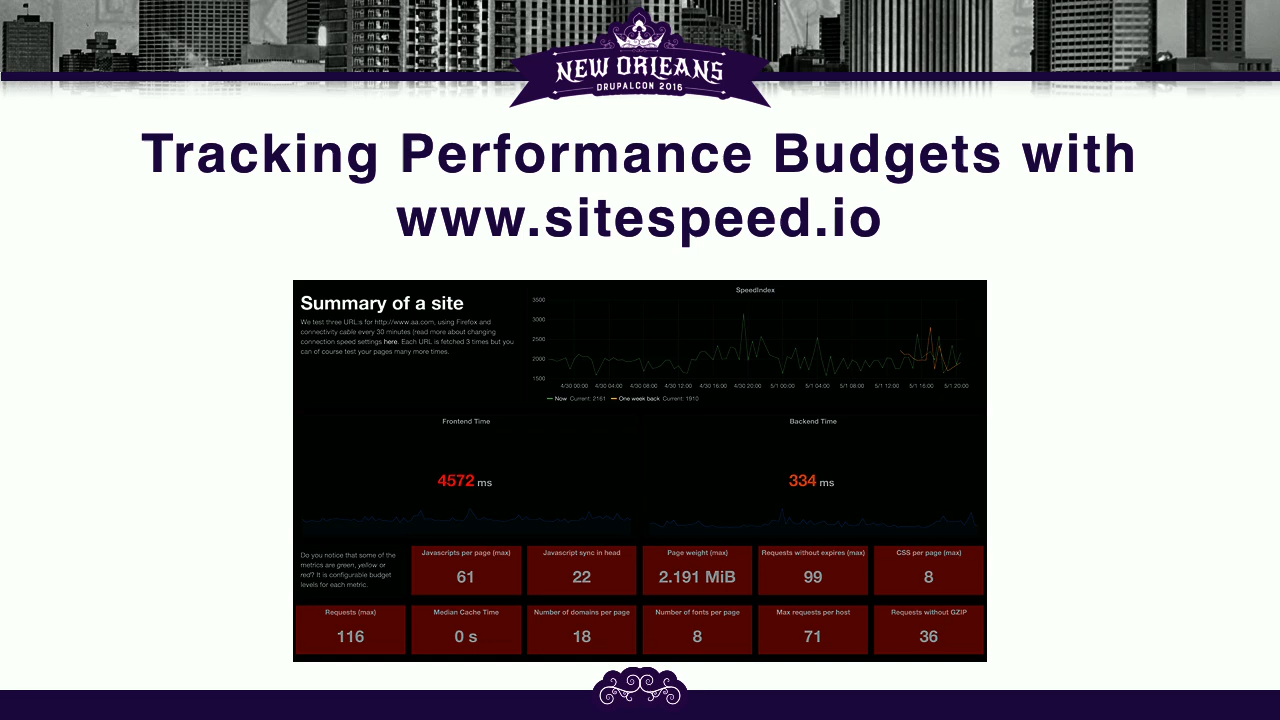 NEW ORLEANS
DRUPALCON 2016
Tracking Performance Budgets with
www.sitespeed.io
Summary of a site
We test three URL:s for http://www.aa.com, using Firefox and
connectivity cable every 30 minutes (read more about changing
connection speed settings here. Each URL is fetched 3 times but you
can of course test your pages many more times.
SpeedIndex
3500
3000
2500
2000
1500
4/30 00:00 4/30 04:00 4/30 08:00 4/30 12:00 4/30 16:00 4/30 20:00 5/1 00:00 5/1 04:00 5/1 08:00 5/1 12:00 5/1 16:00 5/1 20:00
Now Current: 2161 One week back Current: 1910
Frontend Time
4572 ms
Backend Time
334 ms
Do you notice that some of the
metrics are green, yellow or
red? It is configurable budget
levels for each metric.
Javascripts per page (max)
61
Javascript sync in head
22
Page weight (max)
2.191 MiB
Requests without expires (max)
99
CSS per page (max)
8
Requests (max)
116
Median Cache Time
0 s
Number of domains per page
18
Number of fonts per page
8
Max requests per host
71
Requests without GZIP
36